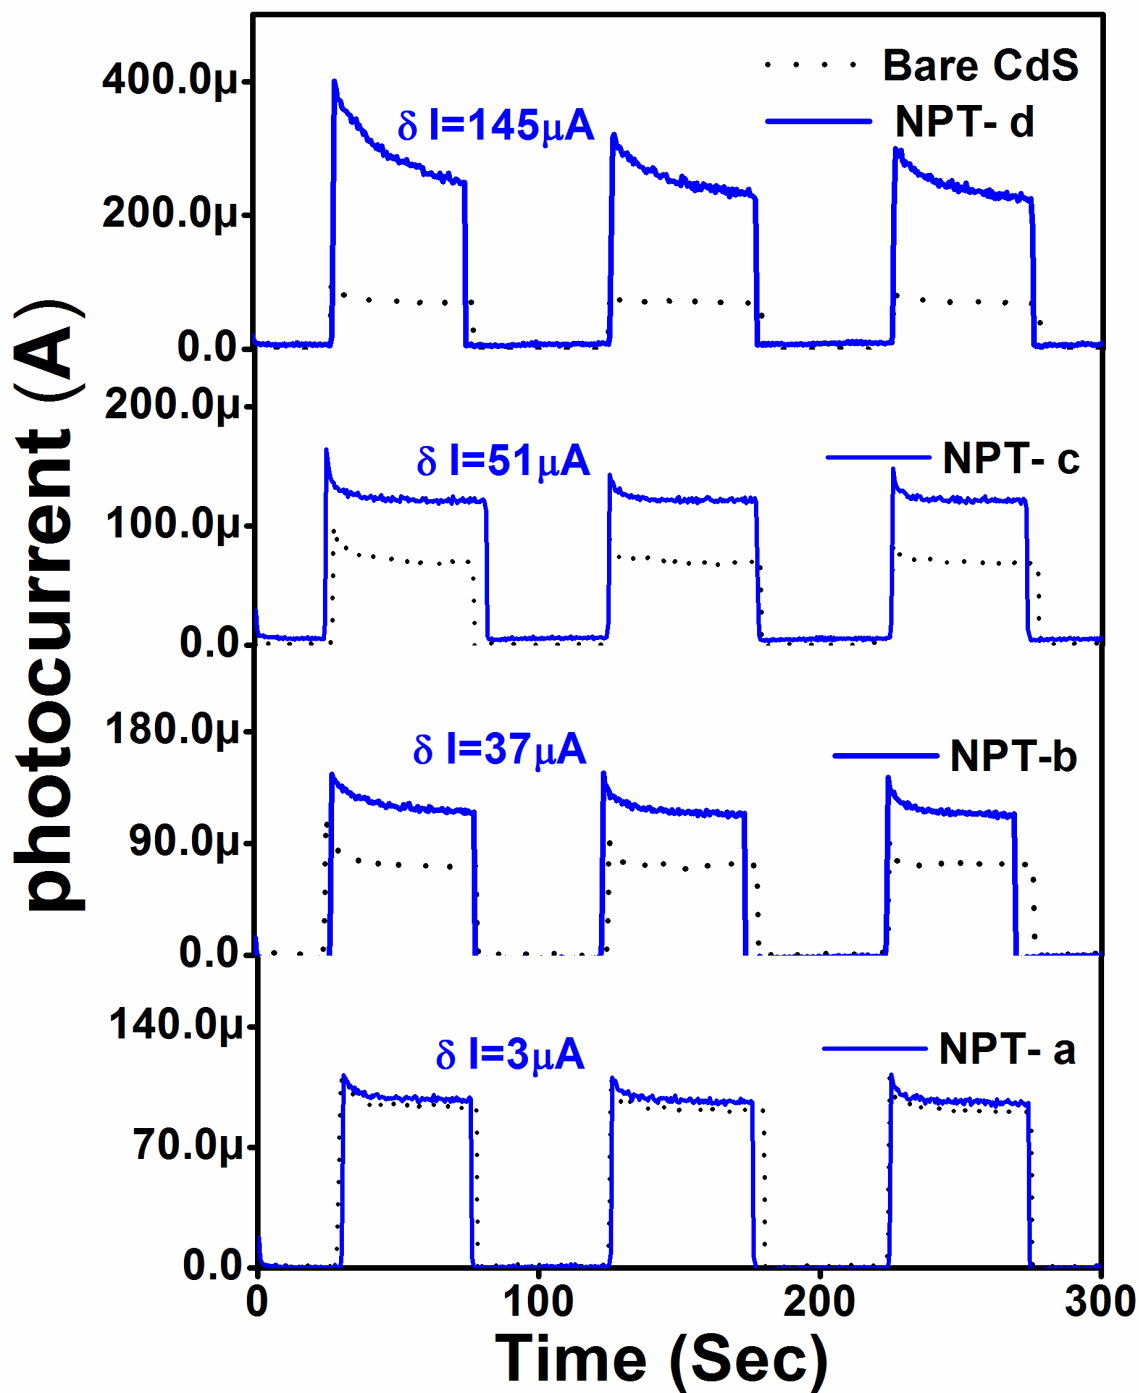 photocurrent (A)
400.0µ
200.0µ
0.0
δ I=145µA
Bare CdS
NPT- d
200.0µ
100.0µ
0.0
δ I=51µA
NPT- c
180.0µ
90.0µ
0.0
δ I=37µA
NPT-b
140.0µ
70.0µ
0.0
δ I=3µA
NPT- a
0 100 200 300
Time (Sec)